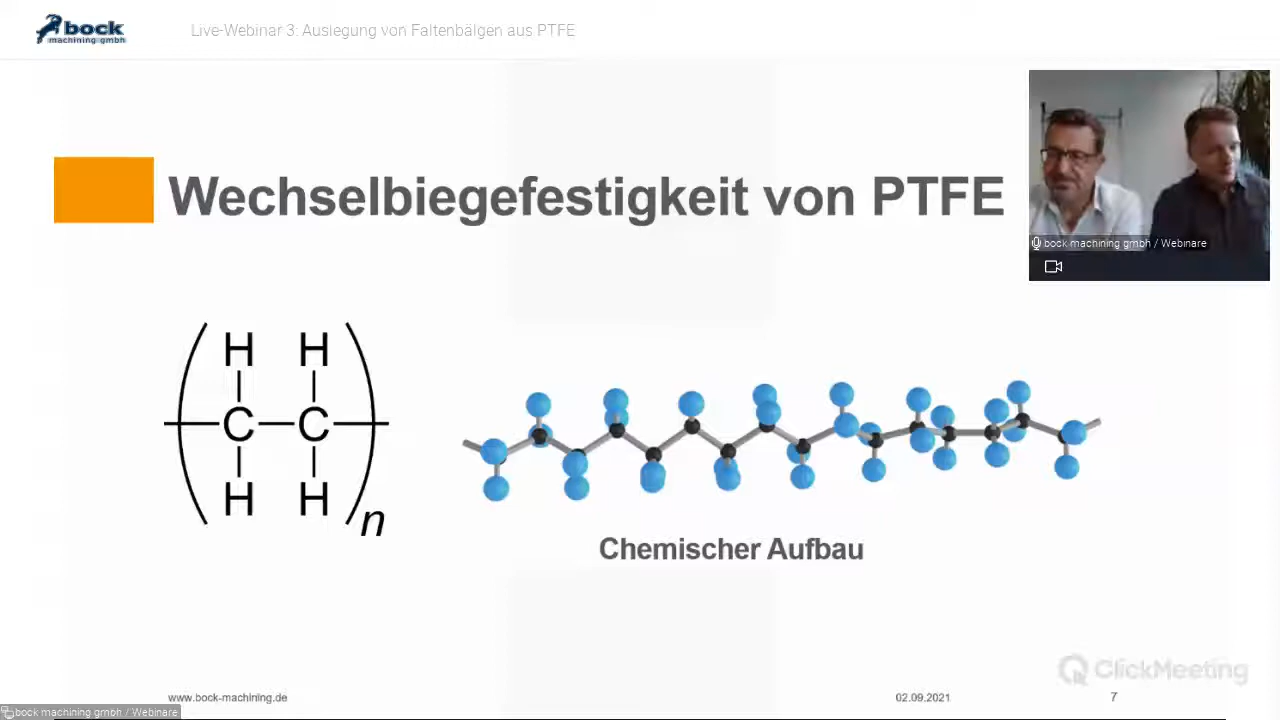 bock
machining gmbh
Live-Webinar 3: Auslegung von Faltenbälgen aus PTFE
Wechselbiegefestigkeit von PTFE
bock machining gmbh / Webinare
H H
C C
H H
n
Chemischer Aufbau
ClickMeeting
www.bock-machining.de
02.09.2021
7
bock machining gmbh / Webinare